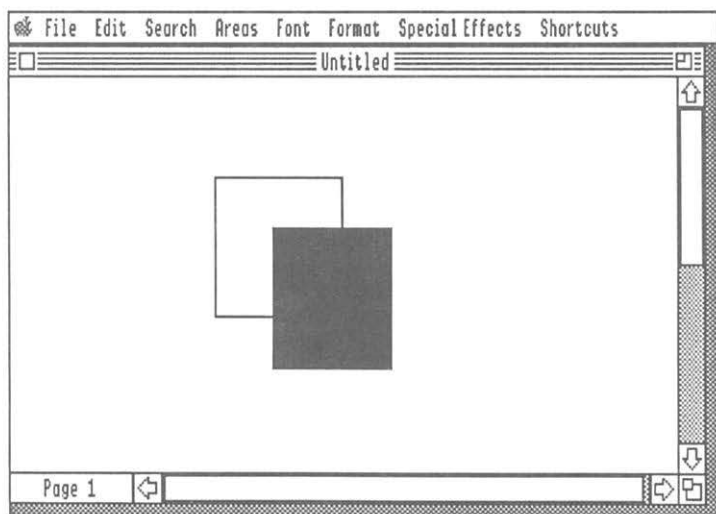 File Edit Search Areas Font Format Special Effects Shortcuts
Untitled
Page 1